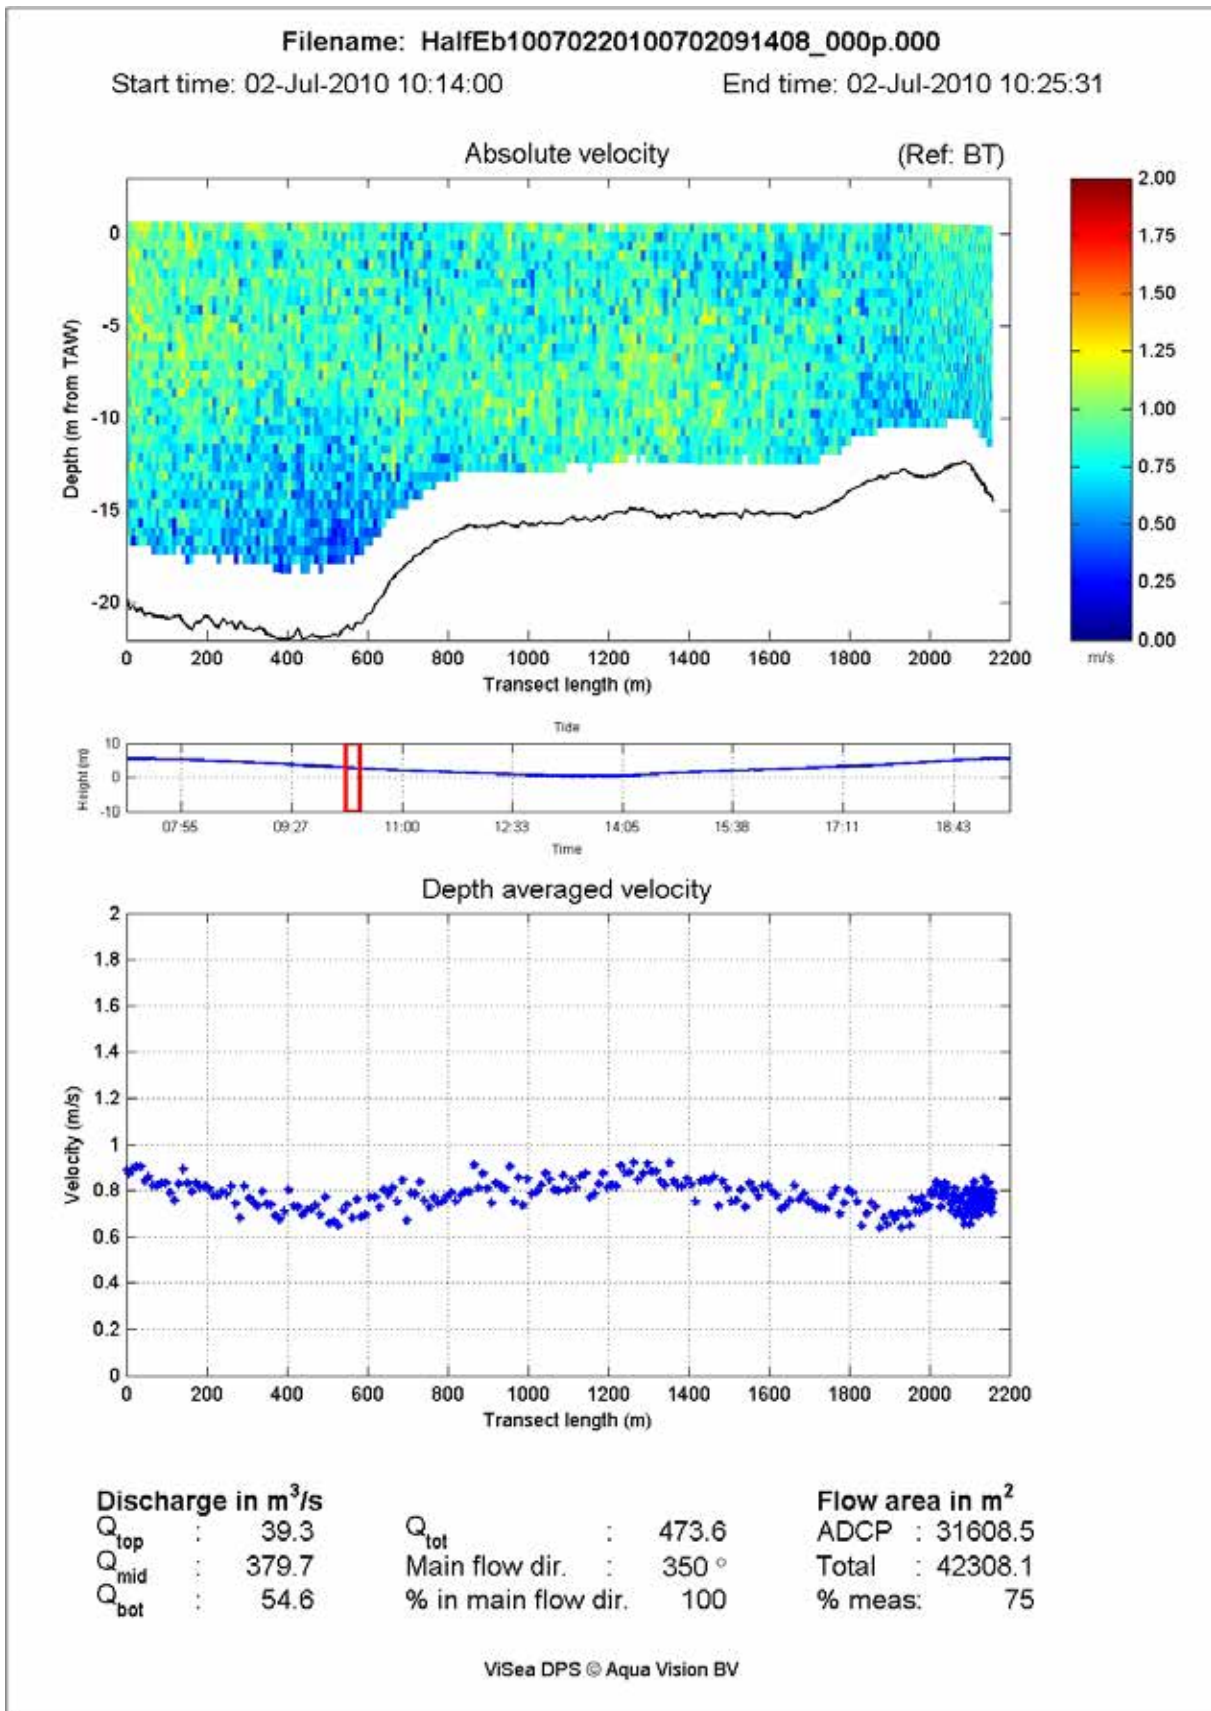 Filename: HalfEb10070220100702091408_000p.000
Start time: 02-Jul-2010 10:14:00 End time: 02-Jul-2010 10:25:31
Absolute velocity (Ref: BT)
Depth (m from TAW)
0
-5
-10
-15
-20
0 200 400 600 800 1000 1200 1400 1600 1800 2000 2200
Transect length (m)
2.00
1.75
1.50
1.25
1.00
0.75
0.50
0.25
0.00
m/s
Tide
Height (m)
10
0
-10
07:55 09:27 11:00 12:33 14:05 15:38 17:11 18:43
Time
Depth averaged velocity
Velocity (m/s)
2
1.8
1.6
1.4
1.2
1
0.8
0.6
0.4
0.2
0
0 200 400 600 800 1000 1200 1400 1600 1800 2000 2200
Transect length (m)
Discharge in m³/s Flow area in m²
Qtop : 39.3 Qtot : 473.6 ADCP : 31608.5
Qmid : 379.7 Main flow dir. : 350 ° Total : 42308.1
Qbot : 54.6 % in main flow dir. 100 % meas: 75
ViSea DPS © Aqua Vision BV